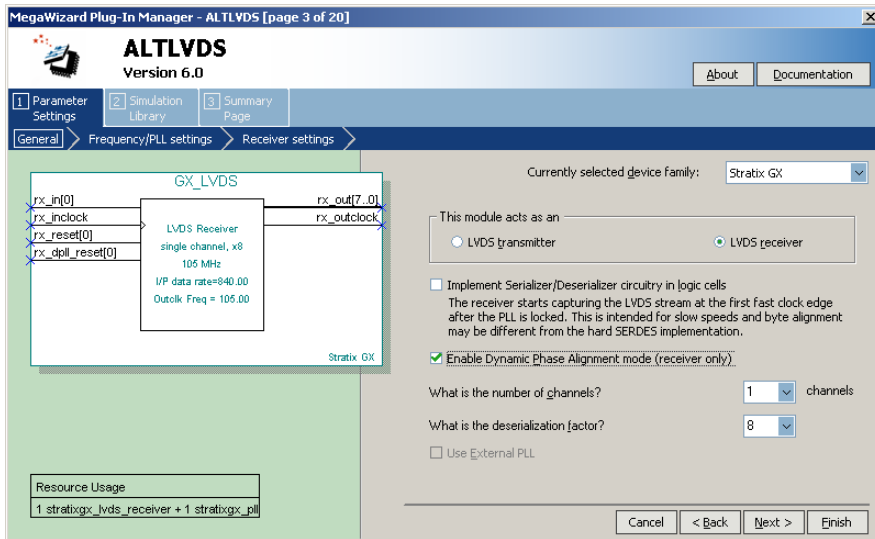 MegaWizard Plug-In Manager - ALTLVDS [page 3 of 20]
ALTLVDS
Version 6.0
About
Documentation
1 Parameter Settings
2 Simulation Library
3 Summary Page
General
Frequency/PLL settings
Receiver settings
GX_LVDS
rx_in[0]
rx_inclock
rx_reset[0]
rx_dpll_reset[0]
rx_out[7..0]
rx_outclock
LVDS Receiver
single channel, x8
105 MHz
I/P data rate=840.00
Outclk Freq = 105.00
Stratix GX
Resource Usage
1 stratixgx_lvds_receiver + 1 stratixgx_pll
Currently selected device family:
Stratix GX
This module acts as an
LVDS transmitter
LVDS receiver
Implement Serializer/Deserializer circuitry in logic cells
The receiver starts capturing the LVDS stream at the first fast clock edge
after the PLL is locked. This is intended for slow speeds and byte alignment
may be different from the hard SERDES implementation.
Enable Dynamic Phase Alignment mode (receiver only)
What is the number of channels?
1
channels
What is the deserialization factor?
8
Use External PLL
Cancel
< Back
Next >
Finish